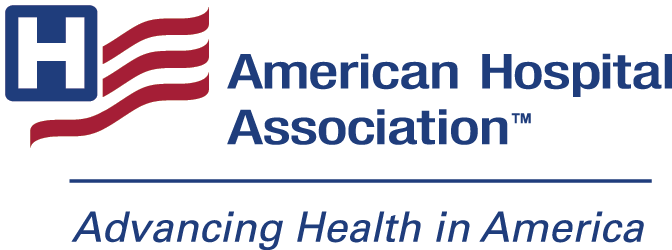 H
American Hospital
Association™
Advancing Health in America